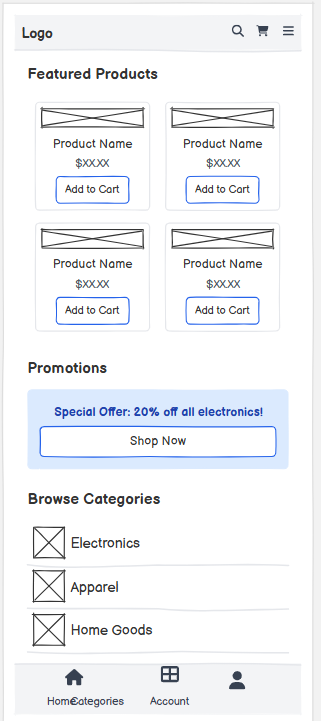 Logo
Featured Products
Product Name Product Name
$XX.XX $XX.XX
Add to Cart Add to Cart
Product Name Product Name
$XX.XX $XX.XX
Add to Cart Add to Cart
Promotions
Special Offer: 20% off all electronics!
Shop Now
Browse Categories
Electronics
Apparel
Home Goods
Home Categories Account